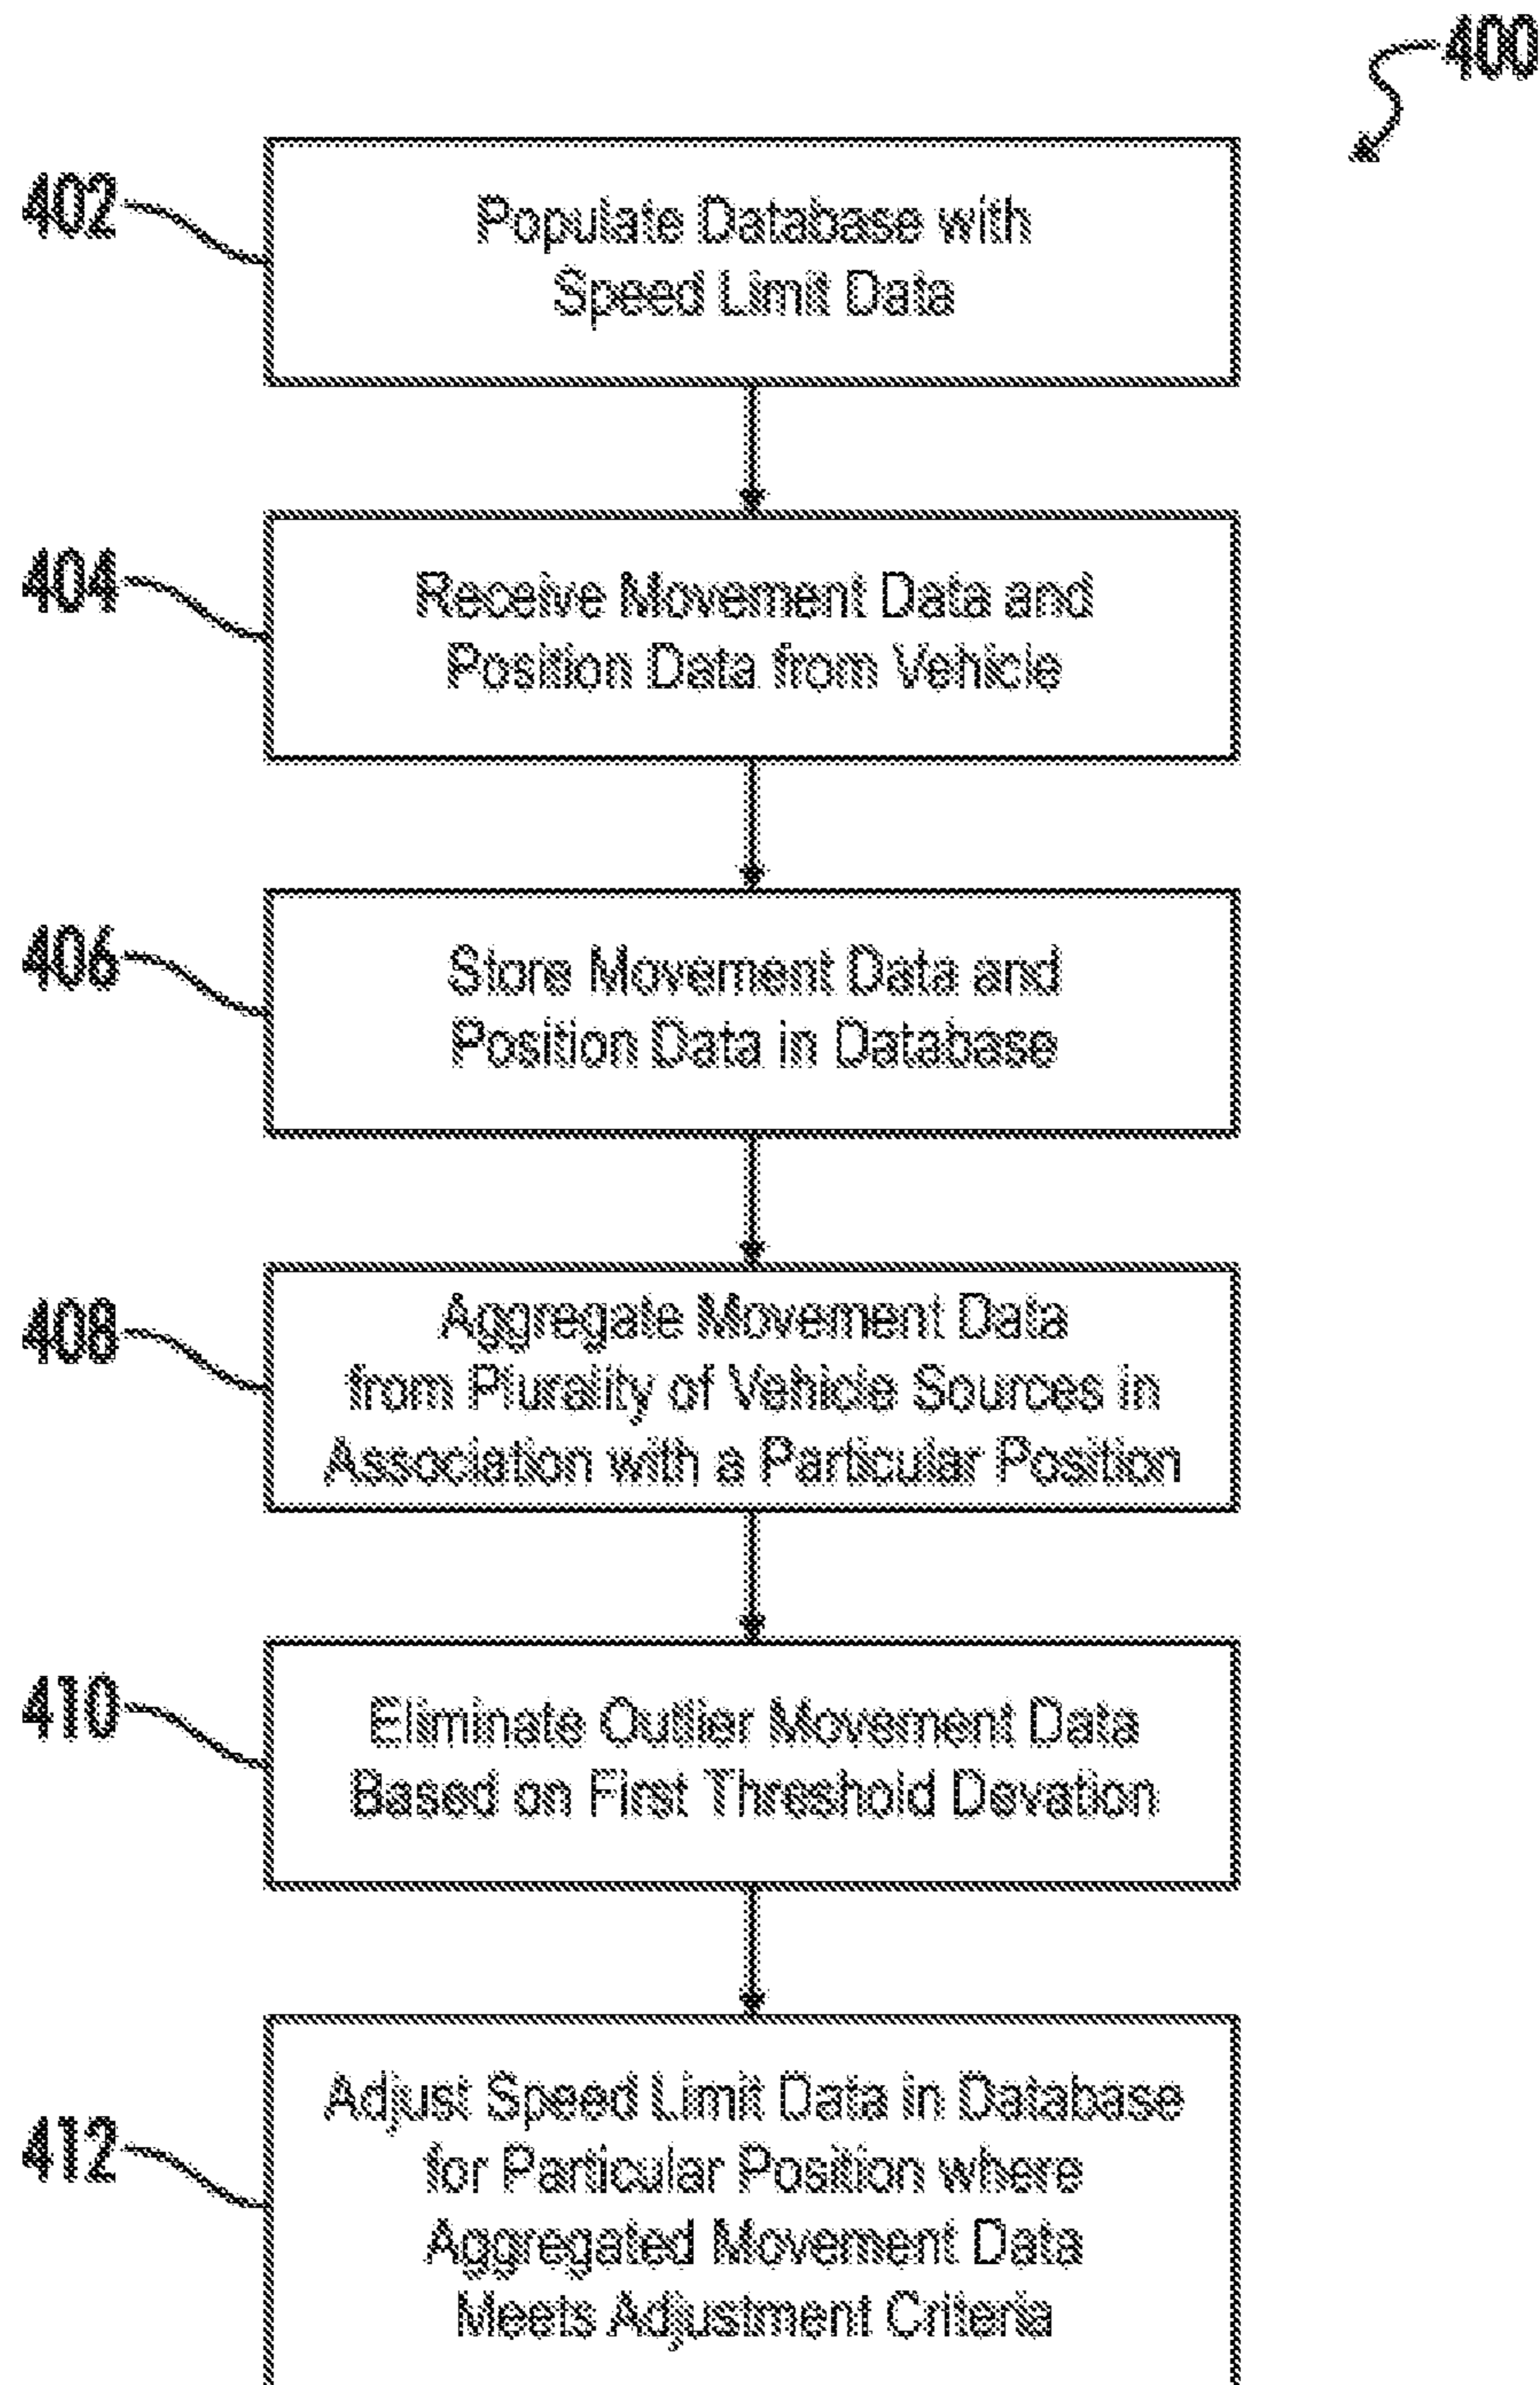 400
402
Populate Database with
Speed Limit Data
404
Receive Movement Data and
Position Data from Vehicle
406
Store Movement Data and
Position Data in Database
408
Aggregate Movement Data
from Plurality of Vehicle Sources in
Association with a Particular Position
410
Eliminate Outlier Movement Data
Based on First Threshold Devation
412
Adjust Speed Limit Data in Database
for Particular Position where
Aggregated Movement Data
Meets Adjustment Criteria